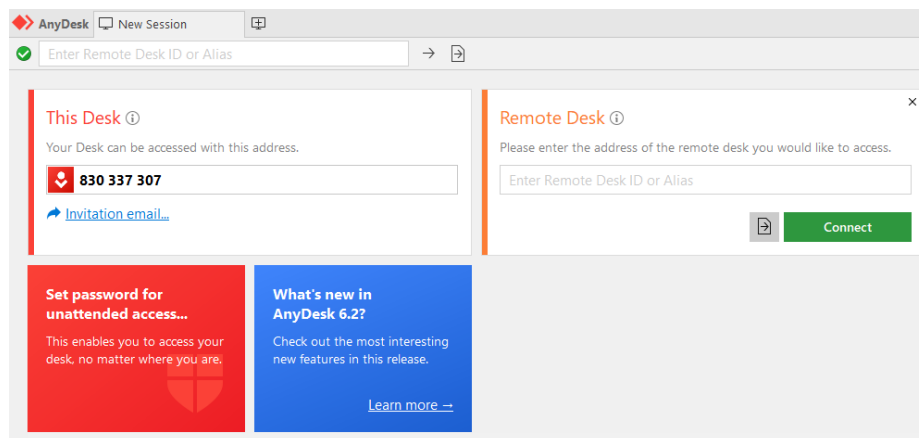 AnyDesk New Session
Enter Remote Desk ID or Alias
This Desk
Your Desk can be accessed with this address.
830 337 307
Invitation email...
Remote Desk
Please enter the address of the remote desk you would like to access.
Enter Remote Desk ID or Alias
Connect
Set password for
unattended access...
This enables you to access your
desk, no matter where you are.
What's new in
AnyDesk 6.2?
Check out the most interesting
new features in this release.
Learn more →